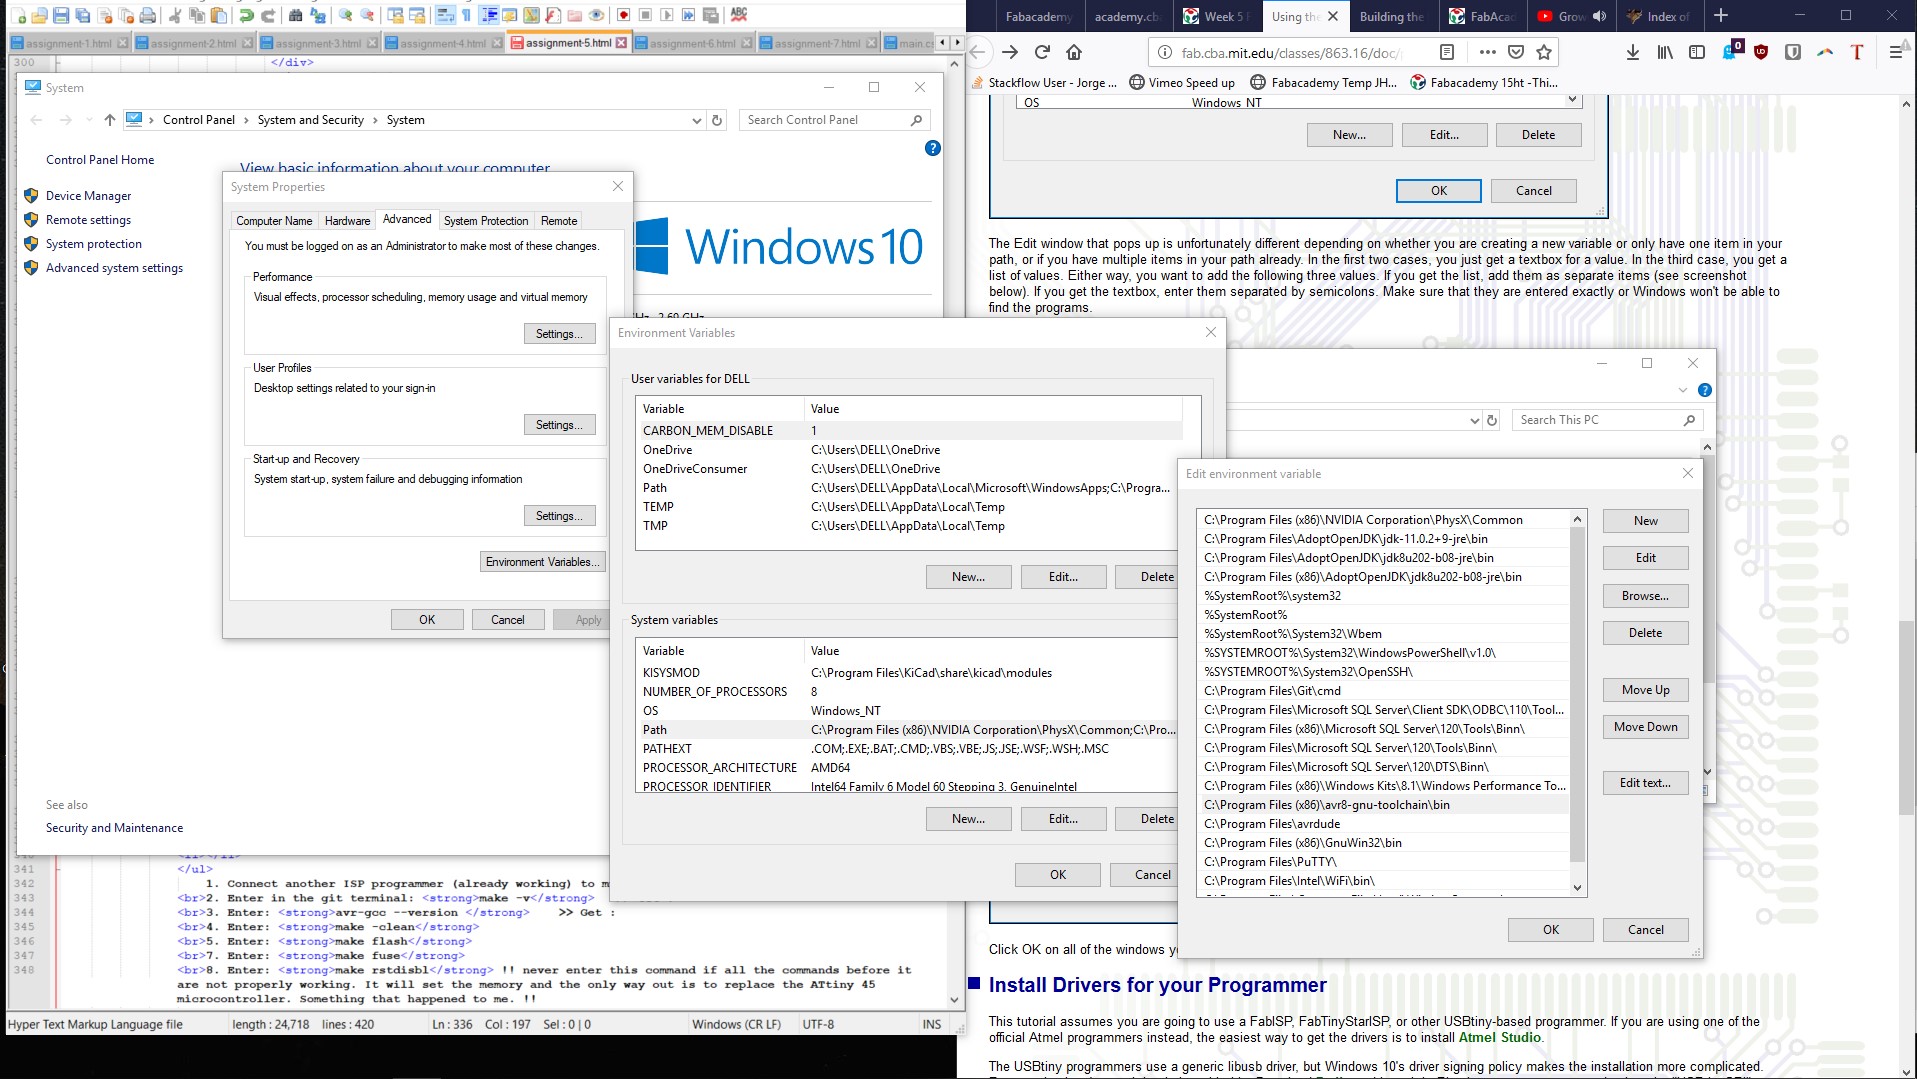 assignment-1.html
assignment-2.html
assignment-3.html
assignment-4.html
assignment-5.html
assignment-6.html
assignment-7.html
main.cs
300
</div>
System
Control Panel
System and Security
System
Search Control Panel
Control Panel Home
Device Manager
Remote settings
System protection
Advanced system settings
View basic information about your computer
Windows 10
See also
Security and Maintenance
System Properties
Computer Name
Hardware
Advanced
System Protection
Remote
You must be logged on as an Administrator to make most of these changes.
Performance
Visual effects, processor scheduling, memory usage and virtual memory
Settings...
User Profiles
Desktop settings related to your sign-in
Settings...
Start-up and Recovery
System start-up, system failure and debugging information
Settings...
Environment Variables...
OK
Cancel
Apply
Environment Variables
User variables for DELL
Variable Value
CARBON_MEM_DISABLE 1
OneDrive C:\Users\DELL\OneDrive
OneDriveConsumer C:\Users\DELL\OneDrive
Path C:\Users\DELL\AppData\Local\Microsoft\WindowsApps;C:\Progra...
TEMP C:\Users\DELL\AppData\Local\Temp
TMP C:\Users\DELL\AppData\Local\Temp
New...
Edit...
Delete
System variables
Variable Value
KISYSMOD C:\Program Files\KiCad\share\kicad\modules
NUMBER_OF_PROCESSORS 8
OS Windows_NT
Path C:\Program Files (x86)\NVIDIA Corporation\PhysX\Common;C:\Pro...
PATHEXT .COM;.EXE;.BAT;.CMD;.VBS;.VBE;.JS;.JSE;.WSF;.WSH;.MSC
PROCESSOR_ARCHITECTURE AMD64
PROCESSOR_IDENTIFIER Intel64 Family 6 Model 60 Stepping 3, GenuineIntel
New...
Edit...
Delete
OK
Cancel
Search This PC
Edit environment variable
C:\Program Files (x86)\NVIDIA Corporation\PhysX\Common
C:\Program Files\AdoptOpenJDK\jdk-11.0.2+9-jre\bin
C:\Program Files\AdoptOpenJDK\jdk8u202-b08-jre\bin
C:\Program Files (x86)\AdoptOpenJDK\jdk8u202-b08-jre\bin
%SystemRoot%\system32
%SystemRoot%
%SystemRoot%\System32\Wbem
%SYSTEMROOT%\System32\WindowsPowerShell\v1.0\
%SYSTEMROOT%\System32\OpenSSH\
C:\Program Files\Git\cmd
C:\Program Files\Microsoft SQL Server\Client SDK\ODBC\110\Tool...
C:\Program Files (x86)\Microsoft SQL Server\120\Tools\Binn\
C:\Program Files\Microsoft SQL Server\120\Tools\Binn\
C:\Program Files\Microsoft SQL Server\120\DTS\Binn\
C:\Program Files (x86)\Windows Kits\8.1\Windows Performance To...
C:\Program Files (x86)\avr8-gnu-toolchain\bin
C:\Program Files\avrdude
C:\Program Files (x86)\GnuWin32\bin
C:\Program Files\PuTTY\
C:\Program Files\Intel\WiFi\bin\
New
Edit
Browse...
Delete
Move Up
Move Down
Edit text...
OK
Cancel
341 </ul>
342 1. Connect another ISP programmer (already working) to m
343 <br>2. Enter in the git terminal: <strong>make -v</strong>
344 <br>3. Enter: <strong>avr-gcc --version </strong> >> Get :
345 <br>4. Enter: <strong>make -clean</strong>
346 <br>5. Enter: <strong>make flash</strong>
347 <br>7. Enter: <strong>make fuse</strong>
348 <br>8. Enter: <strong>make rstdisbl</strong> !! never enter this command if all the commands before it
are not properly working. It will set the memory and the only way out is to replace the ATtiny 45
microcontroller. Something that happened to me. !!
Hyper Text Markup Language file
length : 24,718 lines : 420
Ln : 336 Col : 197 Sel : 0 | 0
Windows (CR LF)
UTF-8
INS
Fabacademy
academy.cb
Week 5
Using the
Building the
FabAcad
Grow
Index of
fab.cba.mit.edu/classes/863.16/doc/
0
Stackflow User - Jorge ...
Vimeo Speed up
Fabacademy Temp JH...
Fabacademy 15ht -Thi...
OS Windows_NT
New...
Edit...
Delete
OK
Cancel
The Edit window that pops up is unfortunately different depending on whether you are creating a new variable or only have one item in your
path, or if you have multiple items in your path already. In the first two cases, you just get a textbox for a value. In the third case, you get a
list of values. Either way, you want to add the following three values. If you get the list, add them as separate items (see screenshot
below). If you get the textbox, enter them separated by semicolons. Make sure that they are entered exactly or Windows won't be able to
find the programs.
Click OK on all of the windows
Install Drivers for your Programmer
This tutorial assumes you are going to use a FabISP, FabTinyStarISP, or other USBtiny-based programmer. If you are using one of the
official Atmel programmers instead, the easiest way to get the drivers is to install Atmel Studio.
The USBtiny programmers use a generic libusb driver, but Windows 10's driver signing policy makes the installation more complicated.